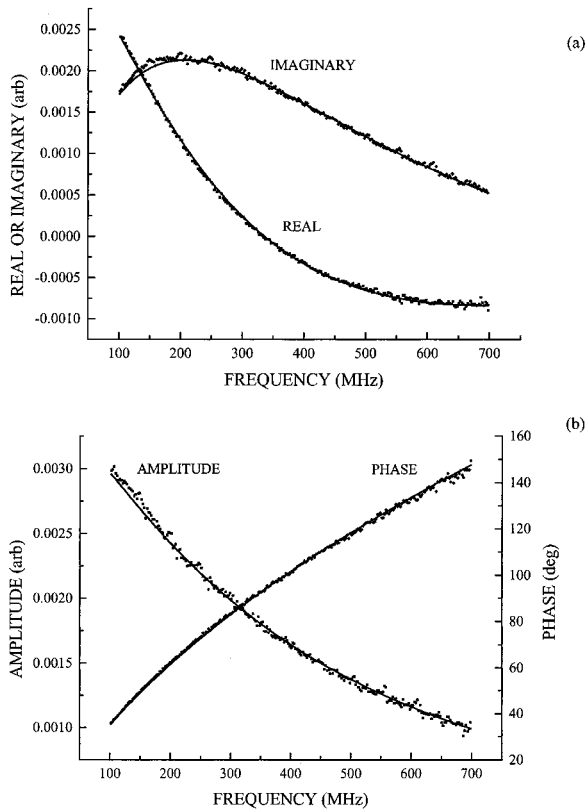 (a)
0.0025
0.0020
0.0015
0.0010
0.0005
0.0000
-0.0005
-0.0010
REAL OR IMAGINARY (arb)
IMAGINARY
REAL
100 200 300 400 500 600 700
FREQUENCY (MHz)
(b)
0.0030
0.0025
0.0020
0.0015
0.0010
AMPLITUDE (arb)
AMPLITUDE
PHASE
160
140
120
100
80
60
40
20
PHASE (deg)
100 200 300 400 500 600 700
FREQUENCY (MHz)